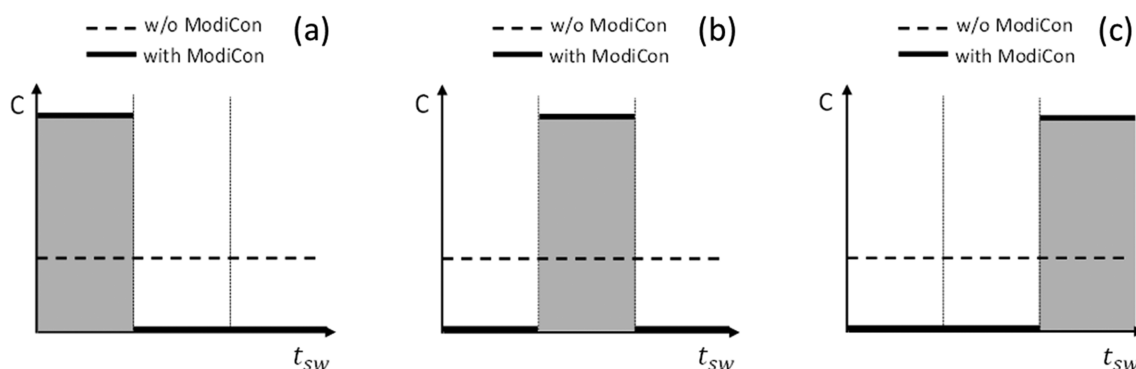 w/o ModiCon
with ModiCon
(a)
C
t_sw
w/o ModiCon
with ModiCon
(b)
C
t_sw
w/o ModiCon
with ModiCon
(c)
C
t_sw